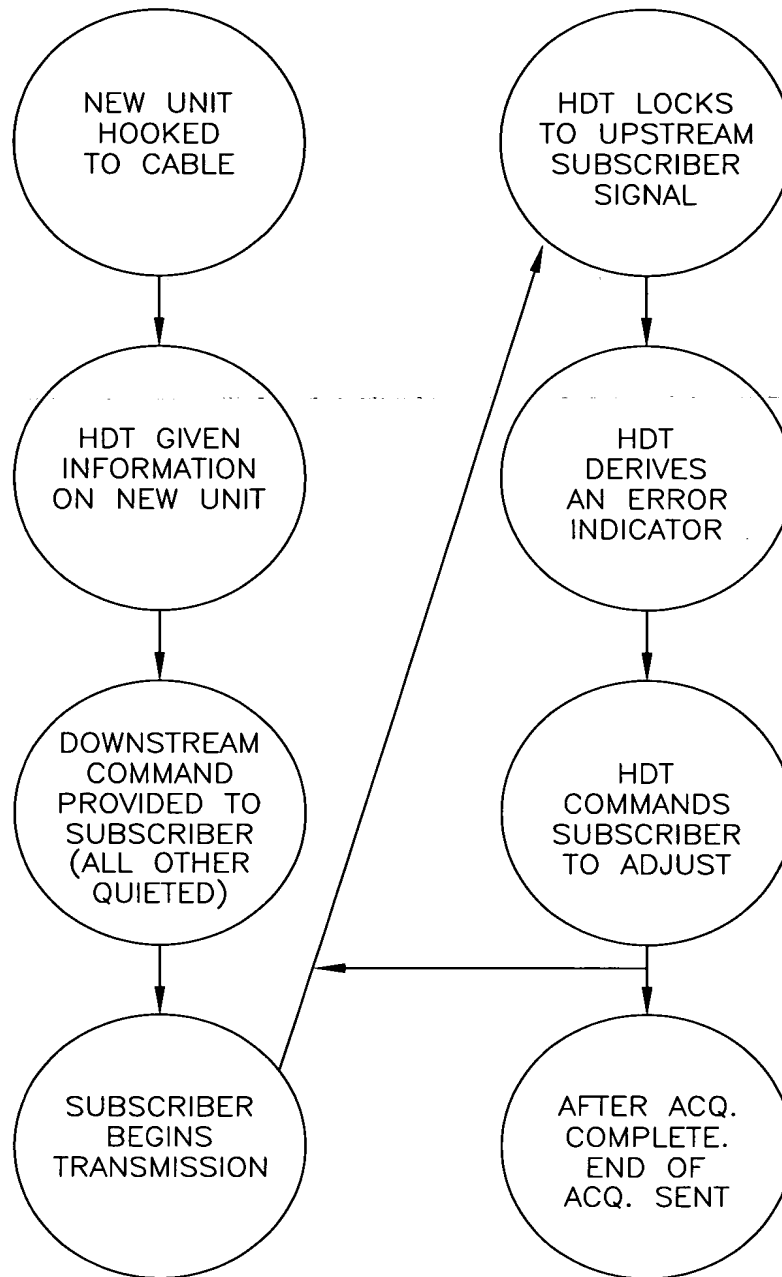 NEW UNIT
HOOKED
TO CABLE
HDT GIVEN
INFORMATION
ON NEW UNIT
DOWNSTREAM
COMMAND
PROVIDED TO
SUBSCRIBER
(ALL OTHER
QUIETED)
SUBSCRIBER
BEGINS
TRANSMISSION
HDT LOCKS
TO UPSTREAM
SUBSCRIBER
SIGNAL
HDT
DERIVES
AN ERROR
INDICATOR
HDT
COMMANDS
SUBSCRIBER
TO ADJUST
AFTER ACQ.
COMPLETE.
END OF
ACQ. SENT